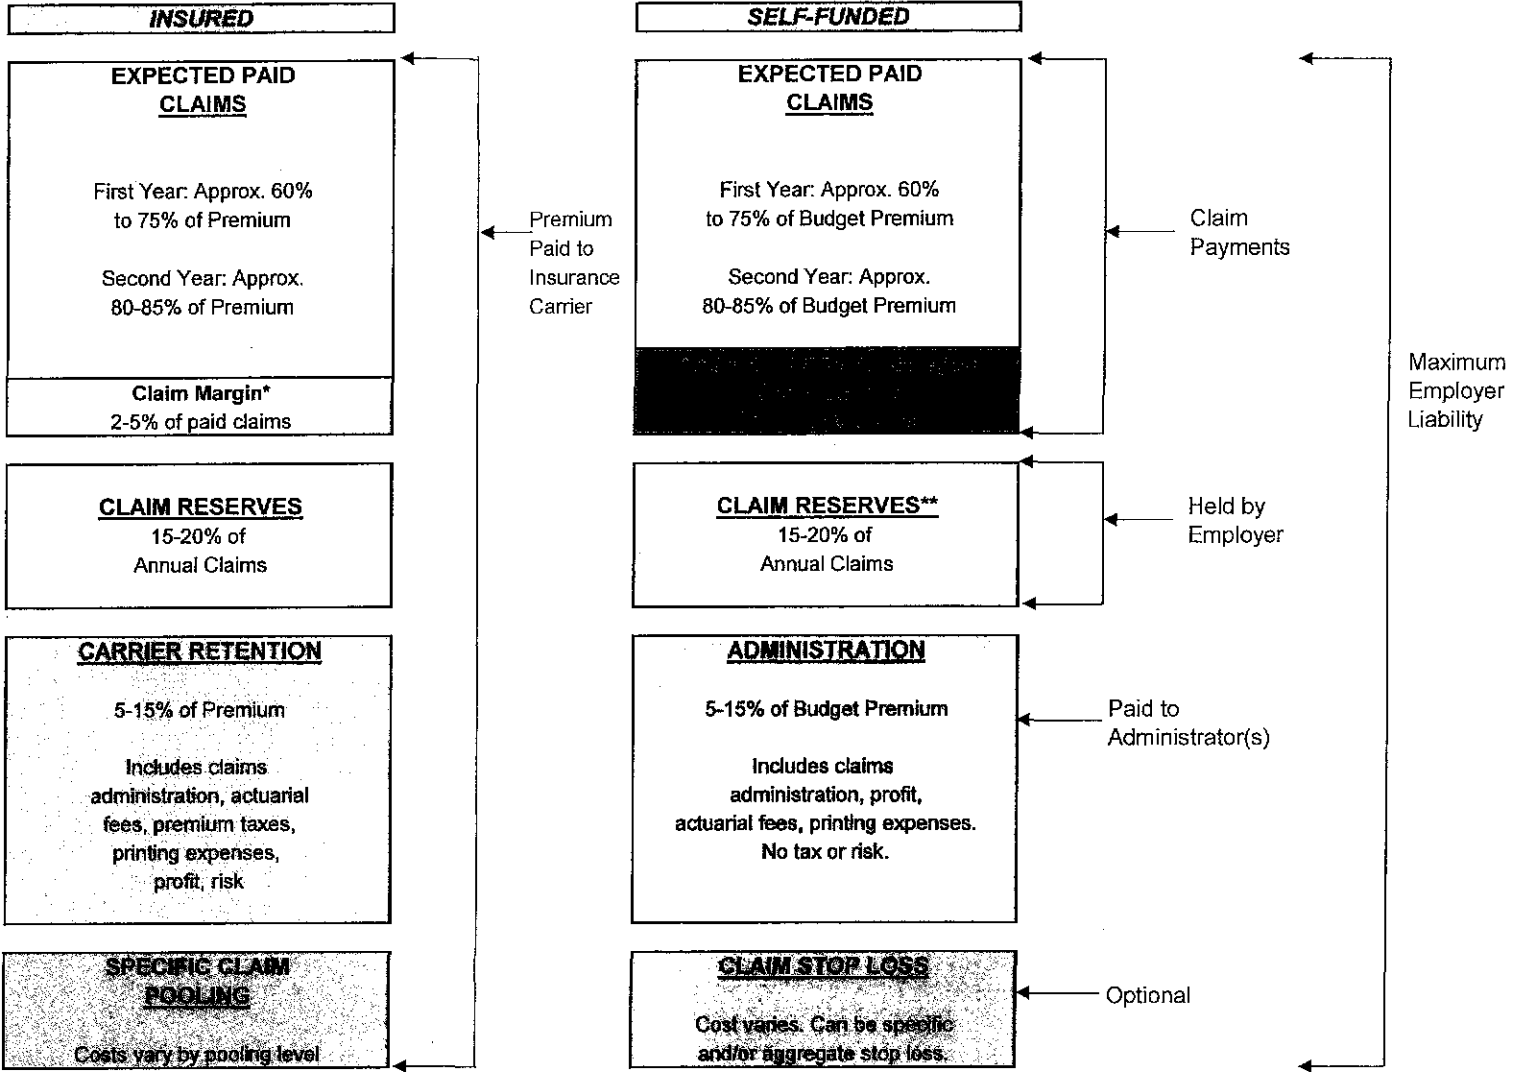 INSURED
EXPECTED PAID
CLAIMS
First Year: Approx. 60%
to 75% of Premium
Second Year: Approx.
80-85% of Premium
Claim Margin*
2-5% of paid claims
CLAIM RESERVES
15-20% of
Annual Claims
CARRIER RETENTION
5-15% of Premium
Includes claims
administration, actuarial
fees, premium taxes,
printing expenses,
profit, risk
SPECIFIC CLAIM
POOLING
Costs vary by pooling level
Premium
Paid to
Insurance
Carrier
SELF-FUNDED
EXPECTED PAID
CLAIMS
First Year: Approx. 60%
to 75% of Budget Premium
Second Year: Approx.
80-85% of Budget Premium
CLAIM RESERVES**
15-20% of
Annual Claims
ADMINISTRATION
5-15% of Budget Premium
Includes claims
administration, profit,
actuarial fees, printing expenses.
No tax or risk.
CLAIM STOP LOSS
Cost varies. Can be specific
and/or aggregate stop loss.
Claim
Payments
Held by
Employer
Paid to
Administrator(s)
Optional
Maximum
Employer
Liability